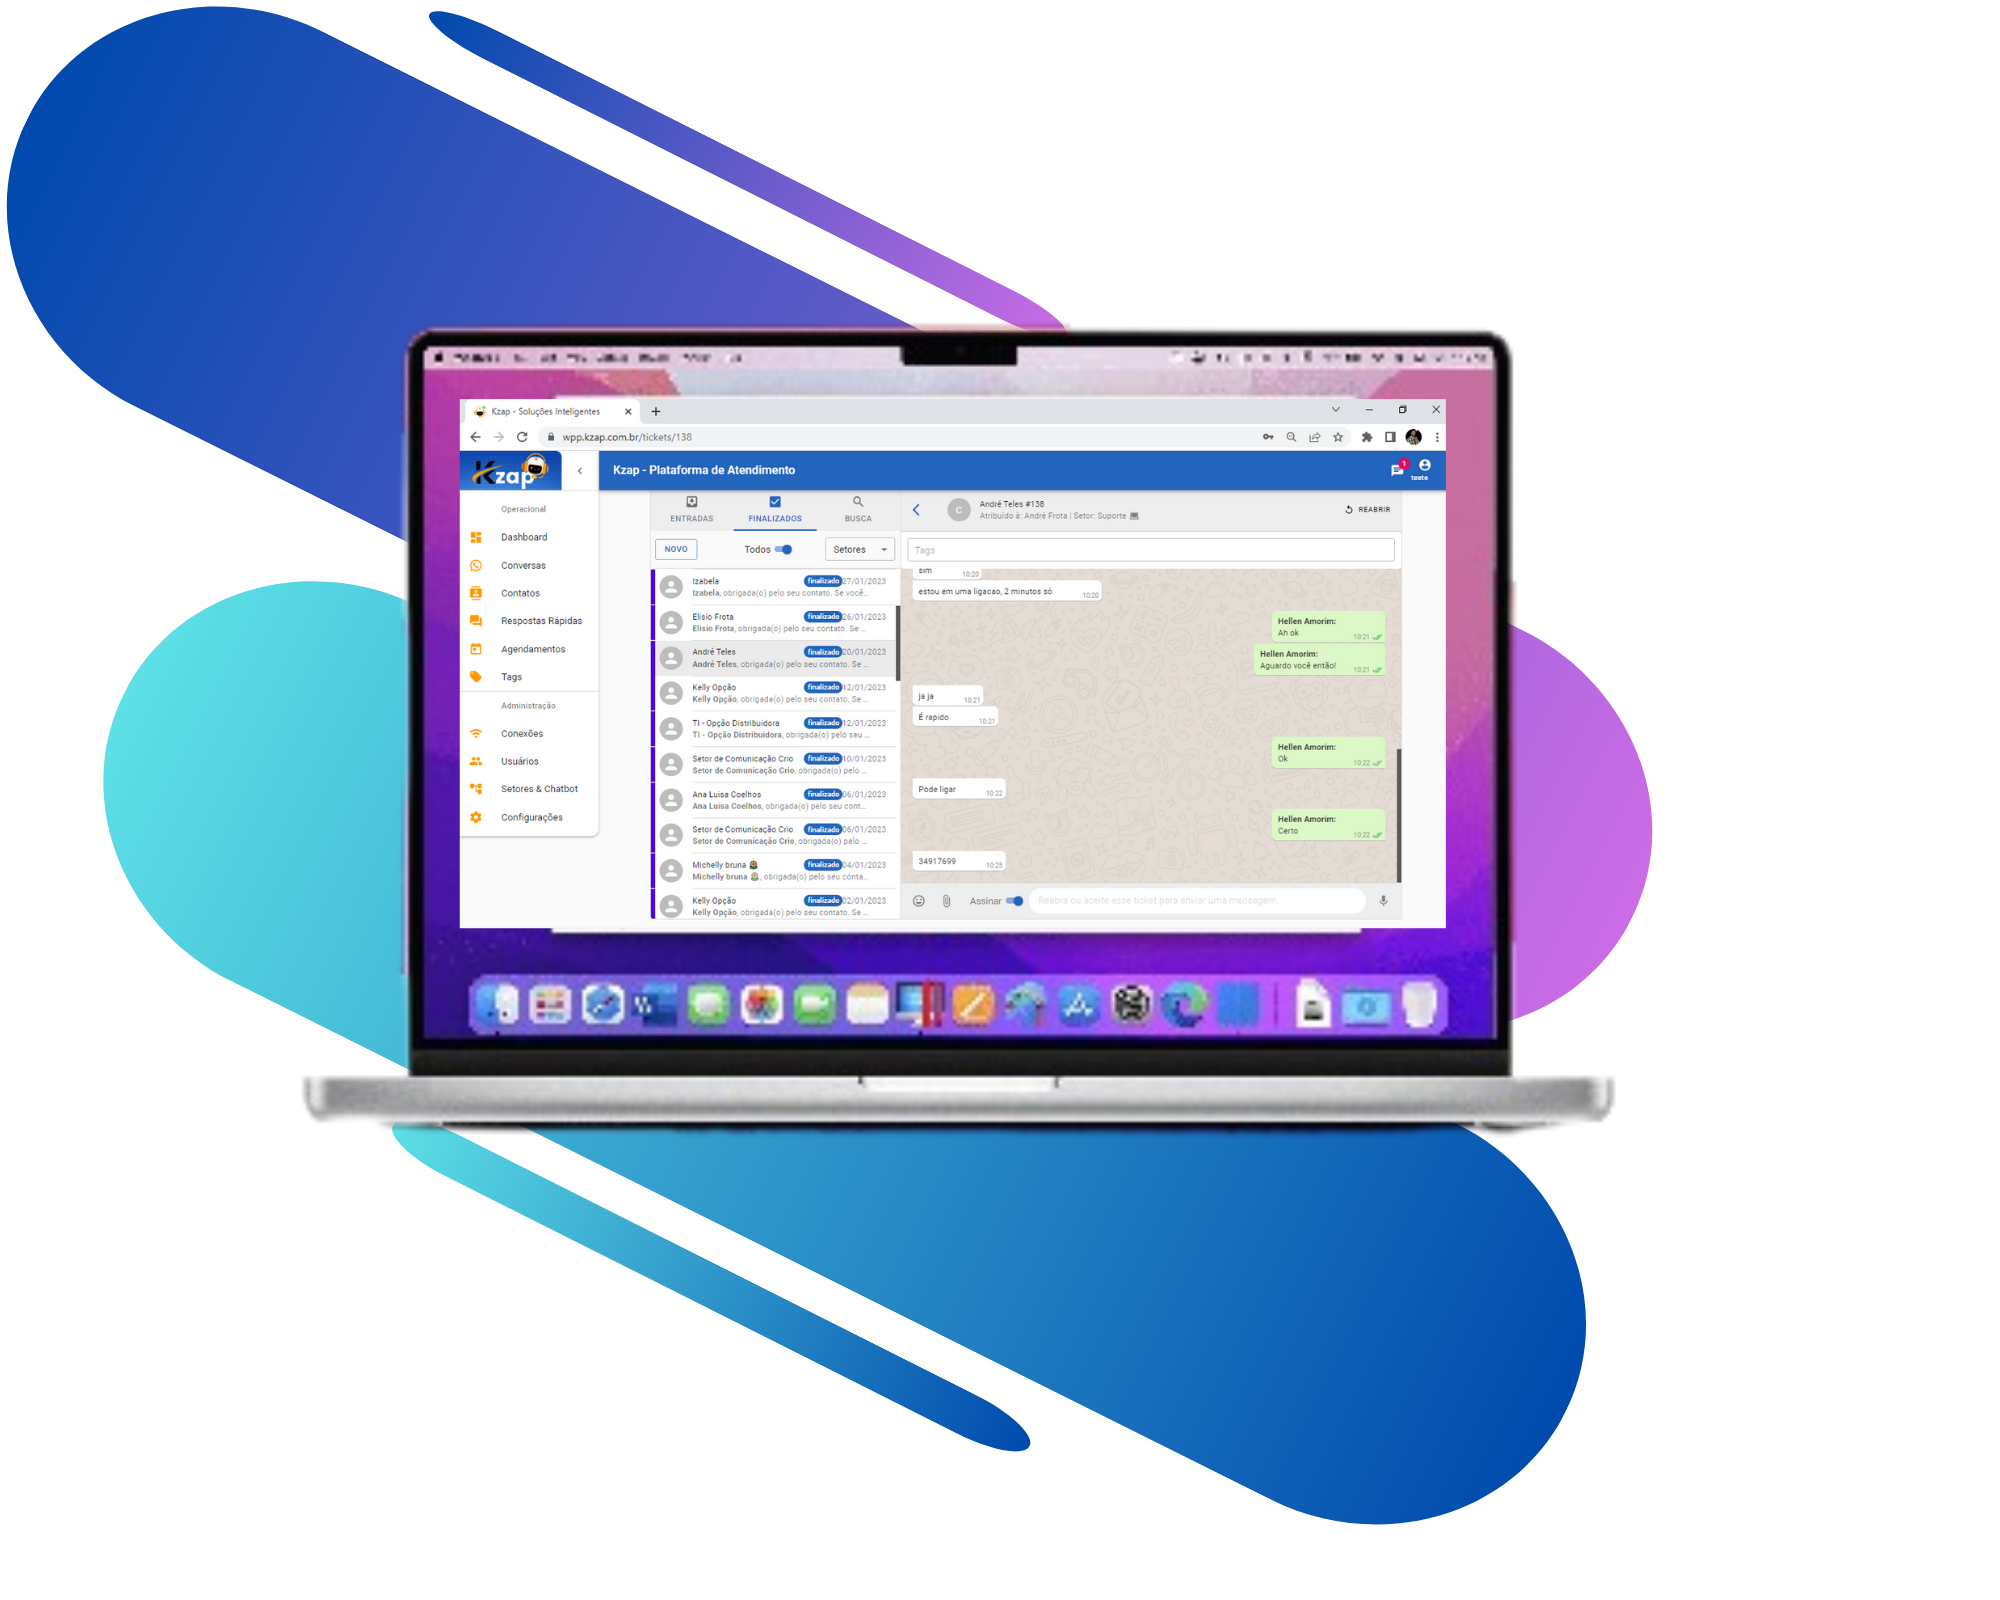 Kzap - Soluções Inteligentes
wpp.kzap.com.br/tickets/138
Kzap
Kzap - Plataforma de Atendimento
1
teste
Operacional
Dashboard
Conversas
Contatos
Respostas Rápidas
Agendamentos
Tags
Administração
Conexões
Usuários
Setores & Chatbot
Configurações
ENTRADAS
FINALIZADOS
BUSCA
NOVO
Todos
Setores
Izabela finalizado 27/01/2023
Izabela, obrigada(o) pelo seu contato. Se você...
Elisio Frota finalizado 26/01/2023
Elisio Frota, obrigada(o) pelo seu contato. Se ...
André Teles finalizado 20/01/2023
André Teles, obrigada(o) pelo seu contato. Se ...
Kelly Opção finalizado 12/01/2023
Kelly Opção, obrigada(o) pelo seu contato. Se ...
TI - Opção Distribuidora finalizado 12/01/2023
TI - Opção Distribuidora, obrigada(o) pelo seu ...
Setor de Comunicação Crio finalizado 10/01/2023
Setor de Comunicação Crio, obrigada(o) pelo ...
Ana Luisa Coelhos finalizado 06/01/2023
Ana Luisa Coelhos, obrigada(o) pelo seu cont...
Setor de Comunicação Crio finalizado 06/01/2023
Setor de Comunicação Crio, obrigada(o) pelo ...
Michelly bruna finalizado 04/01/2023
Michelly bruna, obrigada(o) pelo seu conta...
Kelly Opção finalizado 02/01/2023
Kelly Opção, obrigada(o) pelo seu contato. Se ...
C
André Teles #138
Atribuído à: André Frota | Setor: Suporte
REABRIR
Tags
sim 10:20
estou em uma ligacao, 2 minutos só 10:20
Hellen Amorim:
Ah ok 10:21
Hellen Amorim:
Aguardo você então! 10:21
ja ja 10:21
É rapido 10:21
Hellen Amorim:
Ok 10:22
Pode ligar 10:22
Hellen Amorim:
Certo 10:22
34917699 10:25
Assinar
Reabra ou aceite esse ticket para enviar uma mensagem.